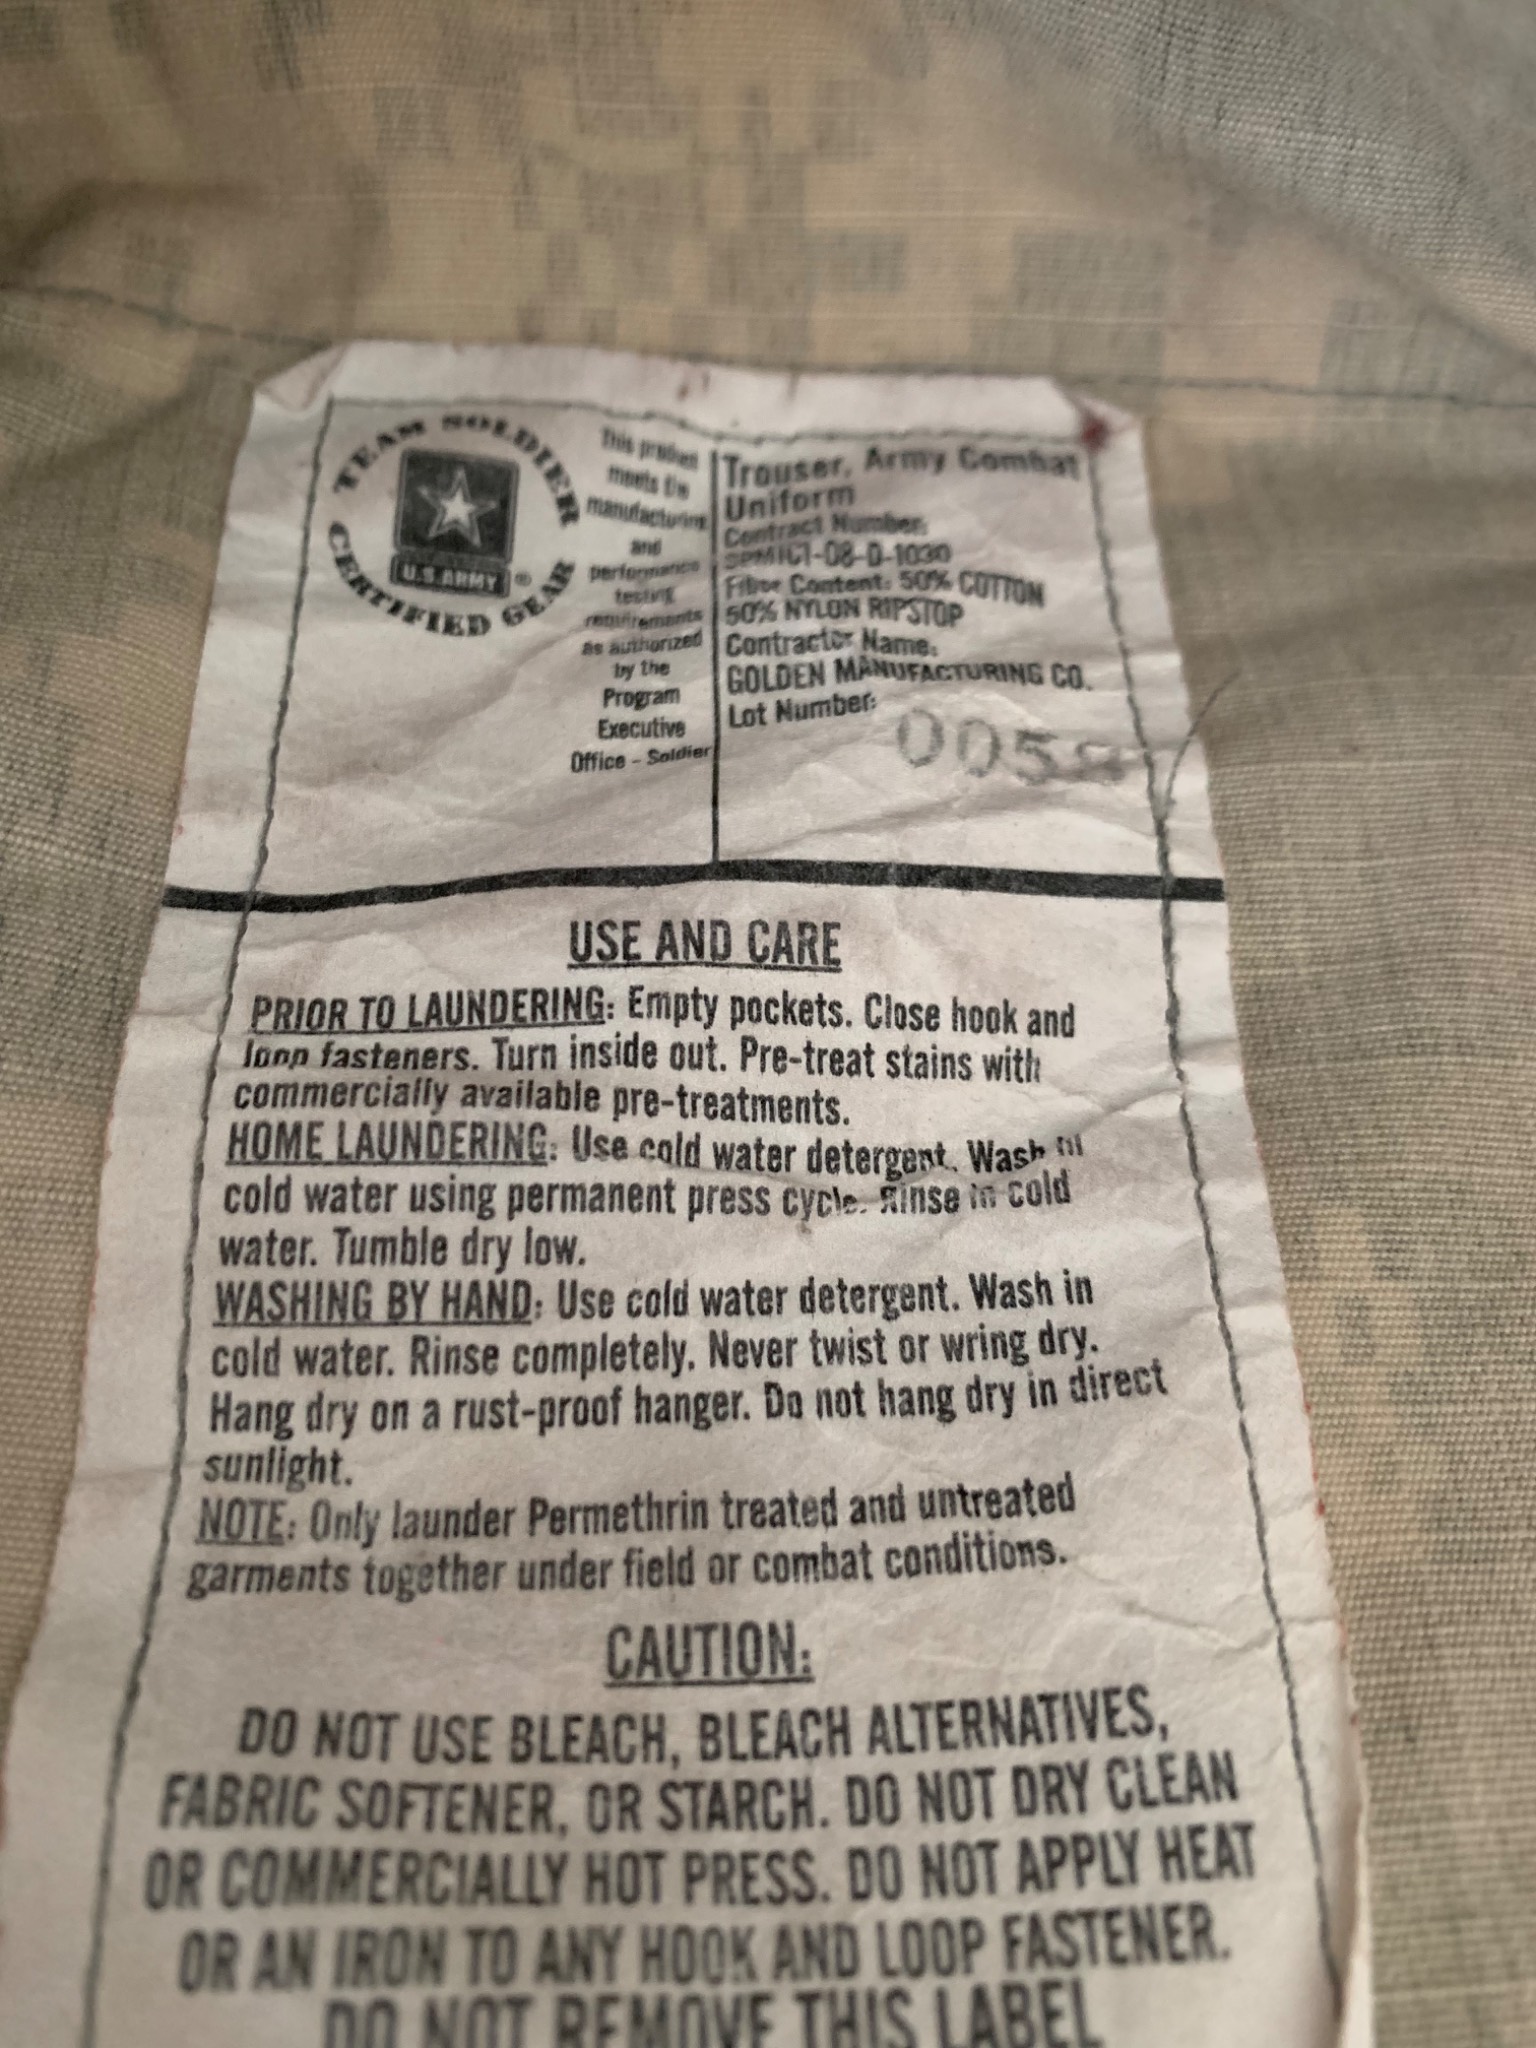 TEAM SOLDIER
CERTIFIED GEAR
U.S. ARMY ®
This product
meets the
manufacturing
and
performance
testing
requirements
as authorized
by the
Program
Executive
Office - Soldier
Trouser, Army Combat
Uniform
Contract Number:
SPM1C1-08-D-1030
Fiber Content: 50% COTTON
50% NYLON RIPSTOP
Contractor Name:
GOLDEN MANUFACTURING CO.
Lot Number:
USE AND CARE
PRIOR TO LAUNDERING: Empty pockets. Close hook and
loop fasteners. Turn inside out. Pre-treat stains with
commercially available pre-treatments.
HOME LAUNDERING: Use cold water detergent. Wash in
cold water using permanent press cycle. Rinse in cold
water. Tumble dry low.
WASHING BY HAND: Use cold water detergent. Wash in
cold water. Rinse completely. Never twist or wring dry.
Hang dry on a rust-proof hanger. Do not hang dry in direct
sunlight.
NOTE: Only launder Permethrin treated and untreated
garments together under field or combat conditions.
CAUTION:
DO NOT USE BLEACH, BLEACH ALTERNATIVES,
FABRIC SOFTENER, OR STARCH. DO NOT DRY CLEAN
OR COMMERCIALLY HOT PRESS. DO NOT APPLY HEAT
OR AN IRON TO ANY HOOK AND LOOP FASTENER.
DO NOT REMOVE THIS LABEL